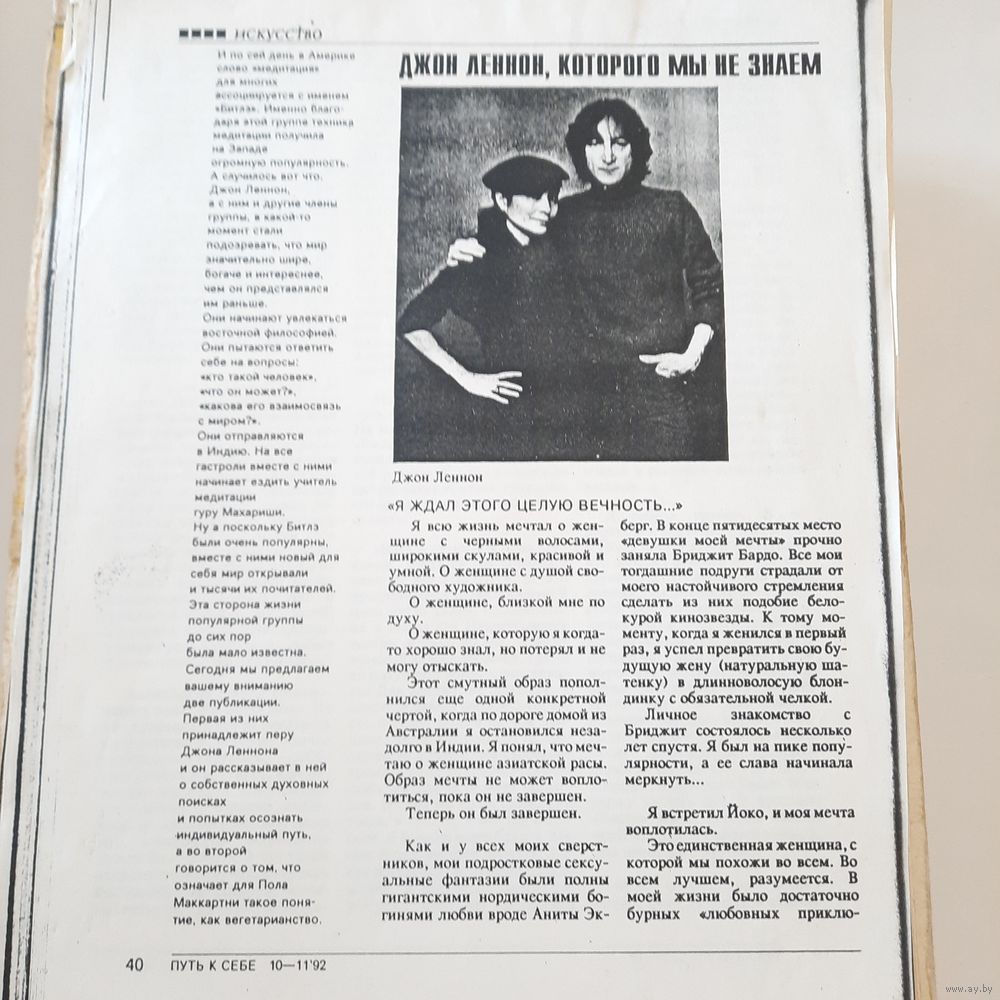 искусство
ДЖОН ЛЕННОН, КОТОРОГО МЫ НЕ ЗНАЕМ
И по сей день в Америке
слово «медитация»
для многих
ассоциируется с именем
«Битлз». Именно благо-
даря этой группе техника
медитации получила
на Западе
огромную популярность.
А случилось вот что.
Джон Леннон,
а с ним и другие члены
группы, в какой-то
момент стали
подозревать, что мир
значительно шире,
богаче и интереснее,
чем он представлялся
им раньше.
Они начинают увлекаться
восточной философией.
Они пытаются ответить
себе на вопросы:
«кто такой человек»,
«что он может?»,
«какова его взаимосвязь
с миром?».
Они отправляются
в Индию. На все
гастроли вместе с ними
начинает ездить учитель
медитации
гуру Махариши.
Ну а поскольку Битлз
были очень популярны,
вместе с ними новый для
себя мир открывали
и тысячи их почитателей.
Эта сторона жизни
популярной группы
до сих пор
была мало известна.
Сегодня мы предлагаем
вашему вниманию
две публикации.
Первая из них
принадлежит перу
Джона Леннона
и он рассказывает в ней
о собственных духовных
поисках
и попытках осознать
индивидуальный путь,
а во второй
говорится о том, что
означает для Пола
Маккартни такое поня-
тие, как вегетарианство.
Джон Леннон
«Я ЖДАЛ ЭТОГО ЦЕЛУЮ ВЕЧНОСТЬ...»
Я всю жизнь мечтал о жен-
щине с черными волосами,
широкими скулами, красивой и
умной. О женщине с душой сво-
бодного художника.
О женщине, близкой мне по
духу.
О женщине, которую я когда-
то хорошо знал, но потерял и не
могу отыскать.
Этот смутный образ попол-
нился еще одной конкретной
чертой, когда по дороге домой из
Австралии я остановился неза-
долго в Индии. Я понял, что меч-
таю о женщине азиатской расы.
Образ мечты не может вопло-
титься, пока он не завершен.
Теперь он был завершен.
Как и у всех моих сверст-
ников, мои подростковые сексу-
альные фантазии были полны
гигантскими нордическими бо-
гинями любви вроде Аниты Эк-
берг. В конце пятидесятых место
«девушки моей мечты» прочно
заняла Бриджит Бардо. Все мои
тогдашние подруги страдали от
моего настойчивого стремления
сделать из них подобие бело-
курой кинозвезды. К тому мо-
менту, когда я женился в первый
раз, я успел превратить свою бу-
дущую жену (натуральную ша-
тенку) в длинноволосую блон-
динку с обязательной челкой.
Личное знакомство с
Бриджит состоялось несколько
лет спустя. Я был на пике попу-
лярности, а ее слава начинала
меркнуть...
Я встретил Йоко, и моя мечта
воплотилась.
Это единственная женщина, с
которой мы похожи во всем. Во
всем лучшем, разумеется. В
моей жизни было достаточно
бурных «любовных приклю-
40 ПУТЬ К СЕБЕ 10—11'92
www.ay.by